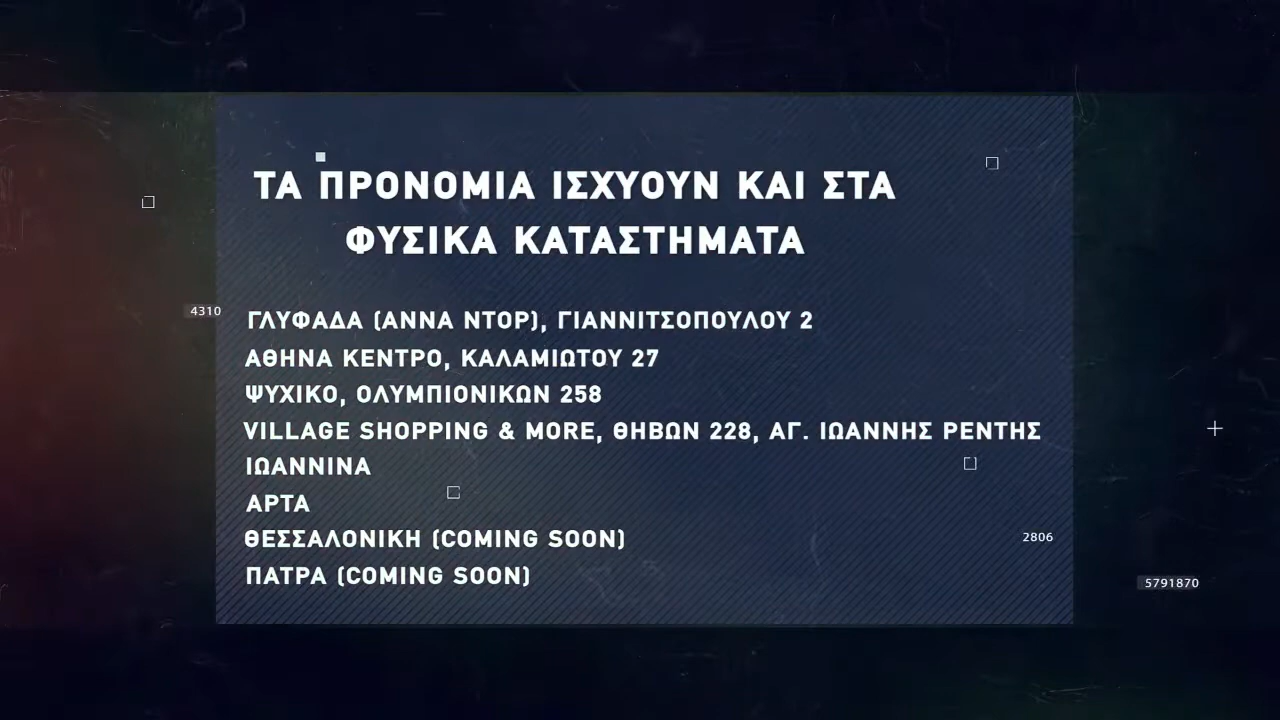 ΤΑ ΠΡΟΝΟΜΙΑ ΙΣΧΥΟΥΝ ΚΑΙ ΣΤΑ
ΦΥΣΙΚΑ ΚΑΤΑΣΤΗΜΑΤΑ
4310
ΓΛΥΦΑΔΑ (ΑΝΝΑ ΝΤΟΡ), ΓΙΑΝΝΙΤΣΟΠΟΥΛΟΥ 2
ΑΘΗΝΑ ΚΕΝΤΡΟ, ΚΑΛΑΜΙΩΤΟΥ 27
ΨΥΧΙΚΟ, ΟΛΥΜΠΙΟΝΙΚΩΝ 258
VILLAGE SHOPPING & MORE, ΘΗΒΩΝ 228, ΑΓ. ΙΩΑΝΝΗΣ ΡΕΝΤΗΣ
ΙΩΑΝΝΙΝΑ
ΑΡΤΑ
ΘΕΣΣΑΛΟΝΙΚΗ (COMING SOON)
2806
ΠΑΤΡΑ (COMING SOON)
5791870